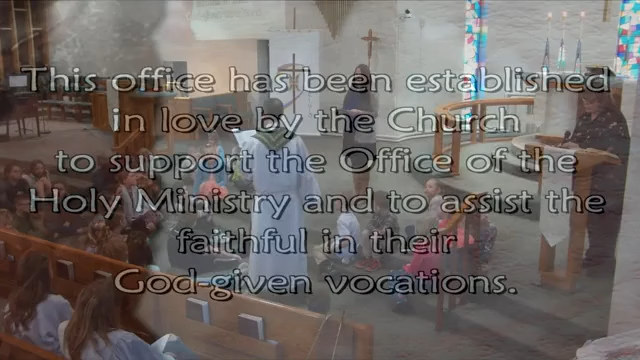 This office has been established
in love by the Church
to support the Office of the
Holy Ministry and to assist the
faithful in their
God-given vocations.